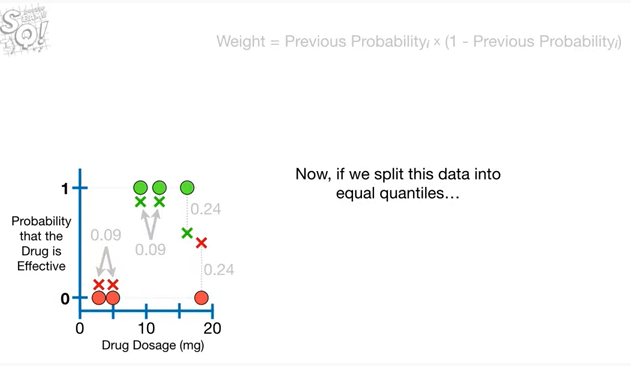 SQ!
Weight = Previous Probabilityᵢ × (1 - Previous Probabilityᵢ)
Now, if we split this data into
equal quantiles...
1
0.24
Probability
that the
Drug is
Effective
0.09
0.09
0.24
0
0
10
20
Drug Dosage (mg)